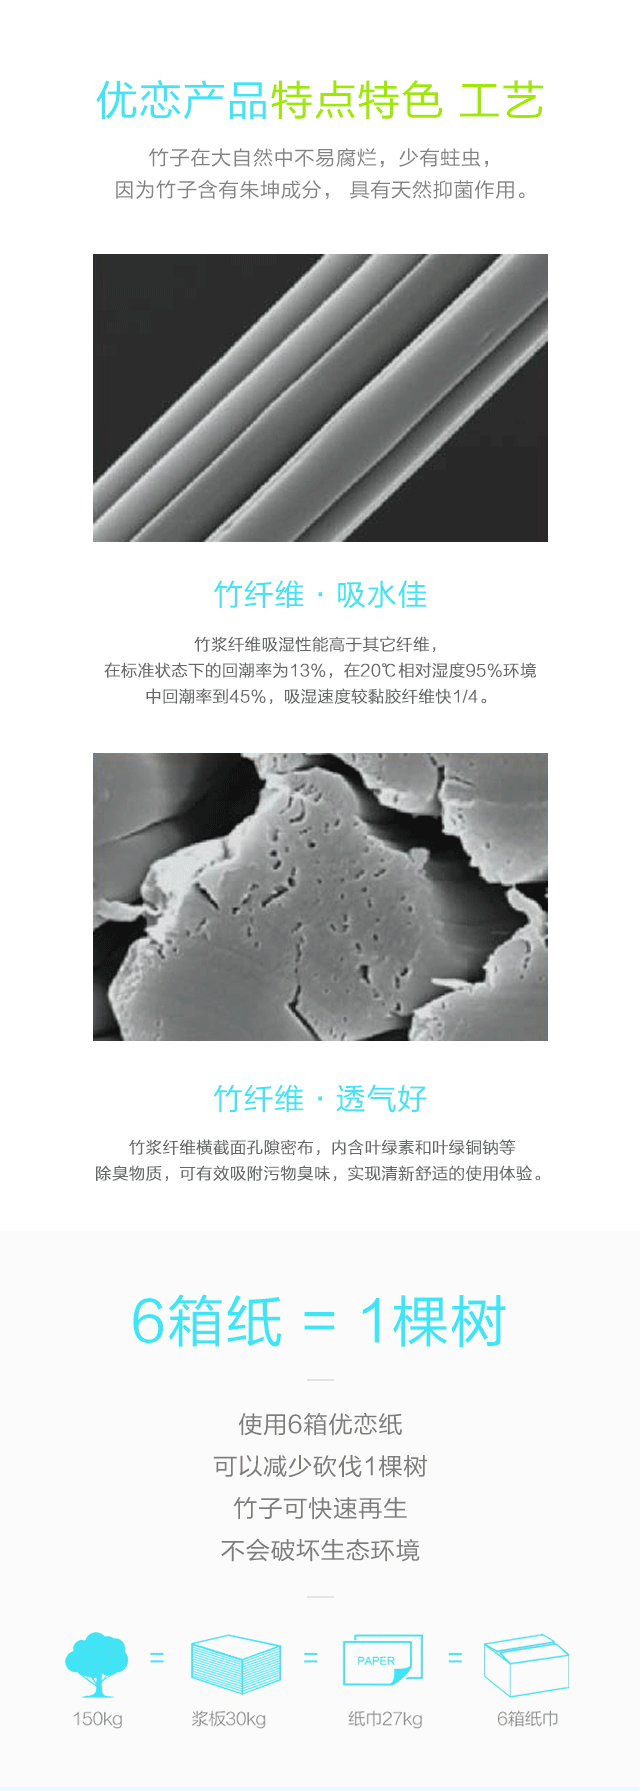 优恋产品特点特色 工艺
竹子在大自然中不易腐烂，少有蛀虫，
因为竹子含有朱坤成分， 具有天然抑菌作用。
竹纤维 · 吸水佳
竹浆纤维吸湿性能高于其它纤维，
在标准状态下的回潮率为13%，在20℃相对湿度95%环境
中回潮率到45%，吸湿速度较黏胶纤维快1/4。
竹纤维 · 透气好
竹浆纤维横截面孔隙密布，内含叶绿素和叶绿铜钠等
除臭物质，可有效吸附污物臭味，实现清新舒适的使用体验。
6箱纸 = 1棵树
使用6箱优恋纸
可以减少砍伐1棵树
竹子可快速再生
不会破坏生态环境
= = PAPER =
150kg 浆板30kg 纸巾27kg 6箱纸巾